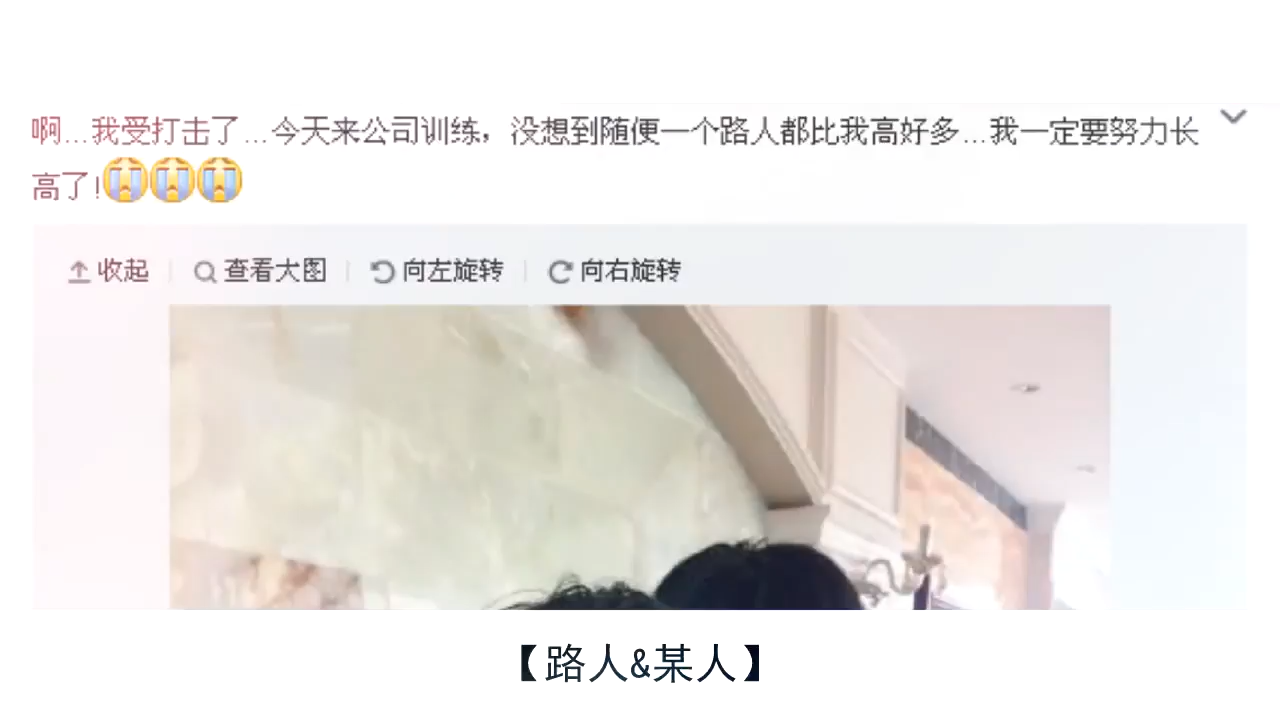 啊...我受打击了...今天来公司训练，没想到随便一个路人都比我高好多...我一定要努力长
高了!😭😭😭
收起 查看大图 向左旋转 向右旋转
【路人&某人】